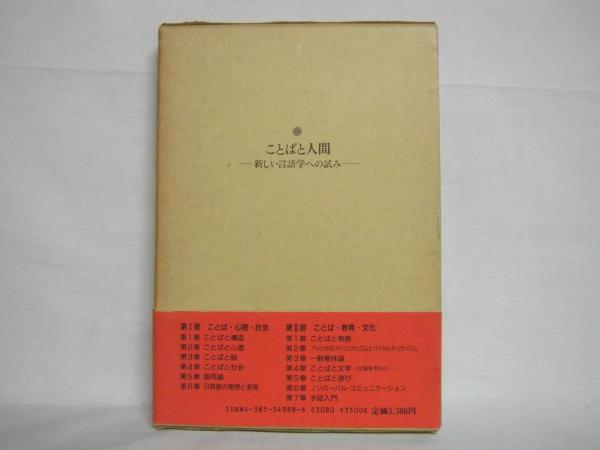 ことばと人間
―新しい言語学への試み―
第Ⅰ部 ことば・心理・社会
第1章 ことばと構造
第2章 ことばと心理
第3章 ことばと脳
第4章 ことばと社会
第5章 語用論
第6章 日英語の発想と表現
第Ⅱ部 ことば・教育・文化
第1章 ことばと教育
第2章 アメリカのバイリンガリズムとバイカルチュラリズム
第3章 一般意味論
第4章 ことばと文学―
第5章 ことばと遊び
第6章 ノンバーバル・コミュニケーション
第7章 手話入門
ISBN4-385-34988-6 C3080 ¥3500E 定価3,500円